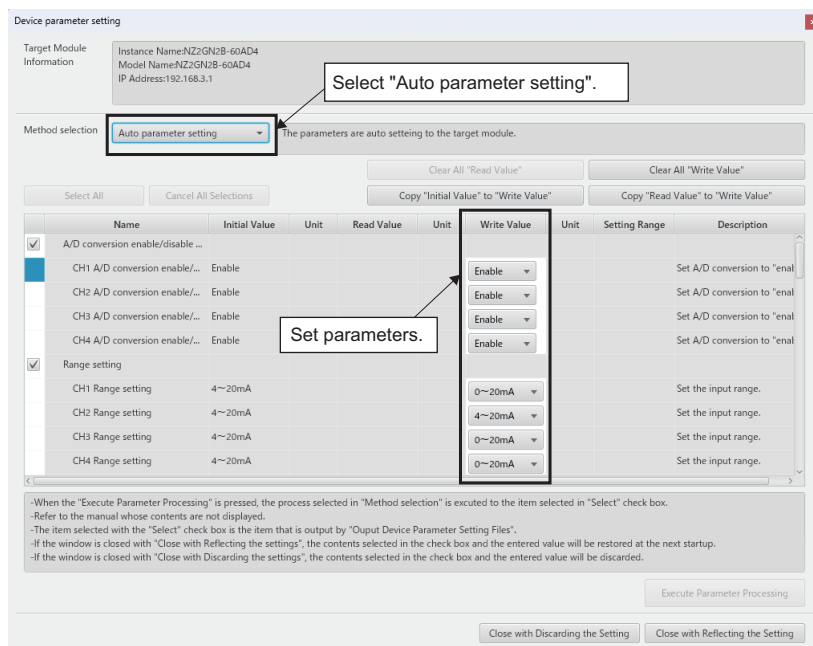 Device parameter setting
Target Module
Information
Instance Name:NZ2GN2B-60AD4
Model Name:NZ2GN2B-60AD4
IP Address:192.168.3.1
Select "Auto parameter setting".
Method selection
Auto parameter setting
The parameters are auto setteing to the target module.
Clear All "Read Value"
Clear All "Write Value"
Select All
Cancel All Selections
Copy "Initial Value" to "Write Value"
Copy "Read Value" to "Write Value"
Name Initial Value Unit Read Value Unit Write Value Unit Setting Range Description
A/D conversion enable/disable ...
CH1 A/D conversion enable/... Enable Enable Set A/D conversion to "enab
CH2 A/D conversion enable/... Enable Enable Set A/D conversion to "enab
CH3 A/D conversion enable/... Enable Enable Set A/D conversion to "enab
CH4 A/D conversion enable/... Enable Enable Set A/D conversion to "enab
Set parameters.
Range setting
CH1 Range setting 4~20mA 0~20mA Set the input range.
CH2 Range setting 4~20mA 4~20mA Set the input range.
CH3 Range setting 4~20mA 0~20mA Set the input range.
CH4 Range setting 4~20mA 0~20mA Set the input range.
-When the "Execute Parameter Processing" is pressed, the process selected in "Method selection" is excuted to the item selected in "Select" check box.
-Refer to the manual whose contents are not displayed.
-The item selected with the "Select" check box is the item that is output by "Ouput Device Parameter Setting Files".
-If the window is closed with "Close with Reflecting the settings", the contents selected in the check box and the entered value will be restored at the next startup.
-If the window is closed with "Close with Discarding the settings", the contents selected in the check box and the entered value will be discarded.
Execute Parameter Processing
Close with Discarding the Setting
Close with Reflecting the Setting